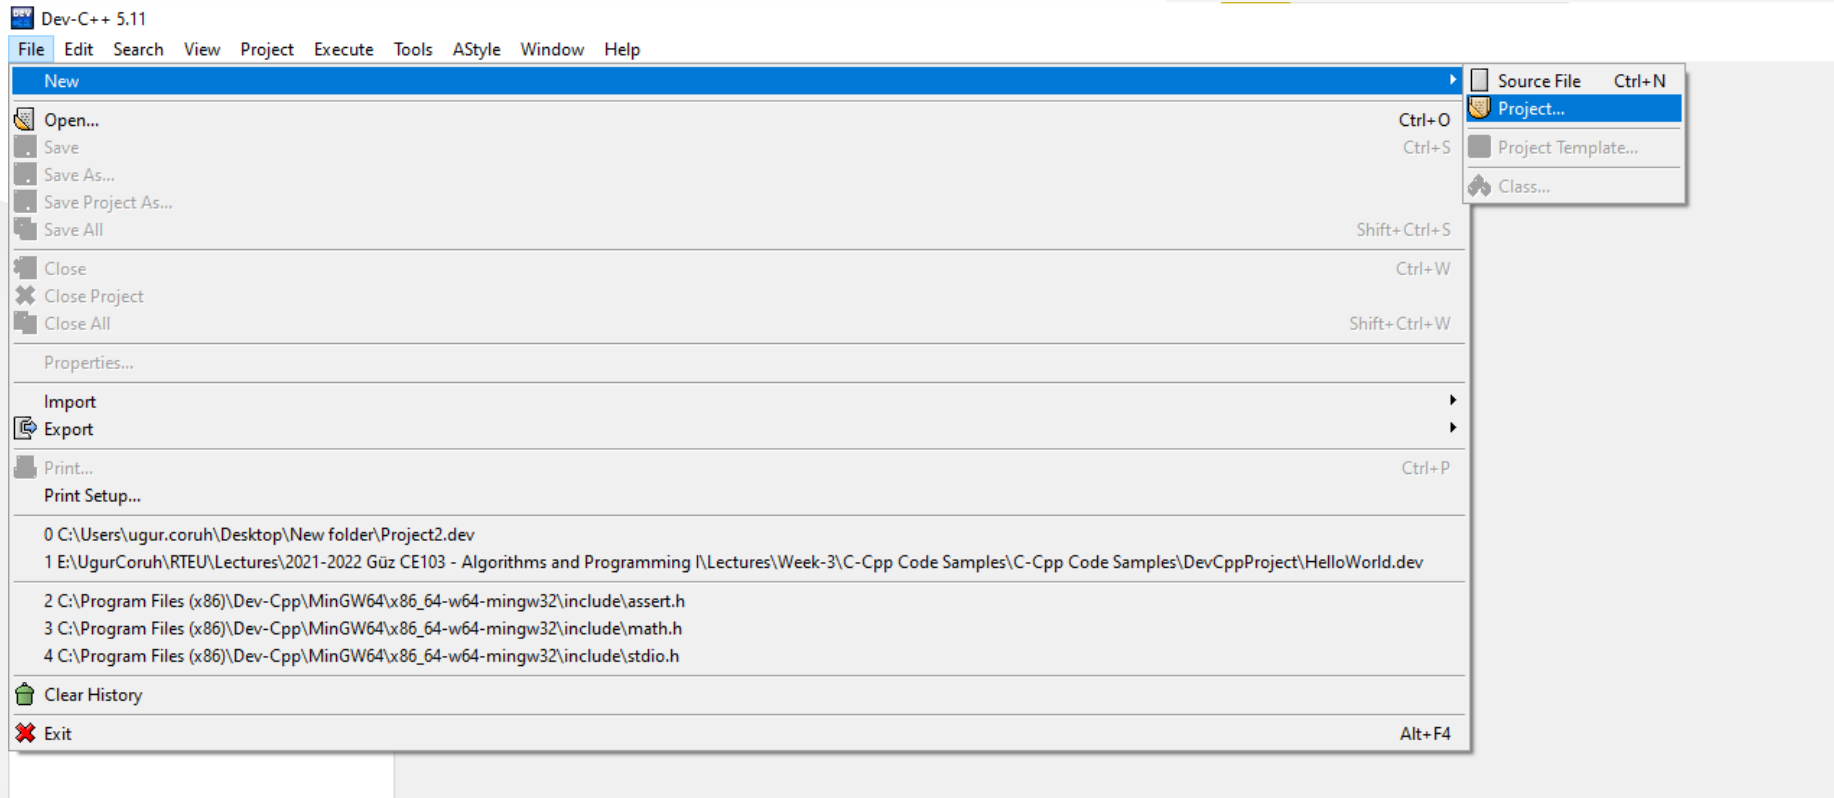 Dev-C++ 5.11
File Edit Search View Project Execute Tools AStyle Window Help
New
Source File Ctrl+N
Project...
Open... Ctrl+O
Save Ctrl+S
Project Template...
Save As...
Class...
Save Project As...
Save All Shift+Ctrl+S
Close Ctrl+W
Close Project
Close All Shift+Ctrl+W
Properties...
Import
Export
Print... Ctrl+P
Print Setup...
0 C:\Users\ugur.coruh\Desktop\New folder\Project2.dev
1 E:\UgurCoruh\RTEU\Lectures\2021-2022 Güz CE103 - Algorithms and Programming I\Lectures\Week-3\C-Cpp Code Samples\C-Cpp Code Samples\DevCppProject\HelloWorld.dev
2 C:\Program Files (x86)\Dev-Cpp\MinGW64\x86_64-w64-mingw32\include\assert.h
3 C:\Program Files (x86)\Dev-Cpp\MinGW64\x86_64-w64-mingw32\include\math.h
4 C:\Program Files (x86)\Dev-Cpp\MinGW64\x86_64-w64-mingw32\include\stdio.h
Clear History
Exit Alt+F4